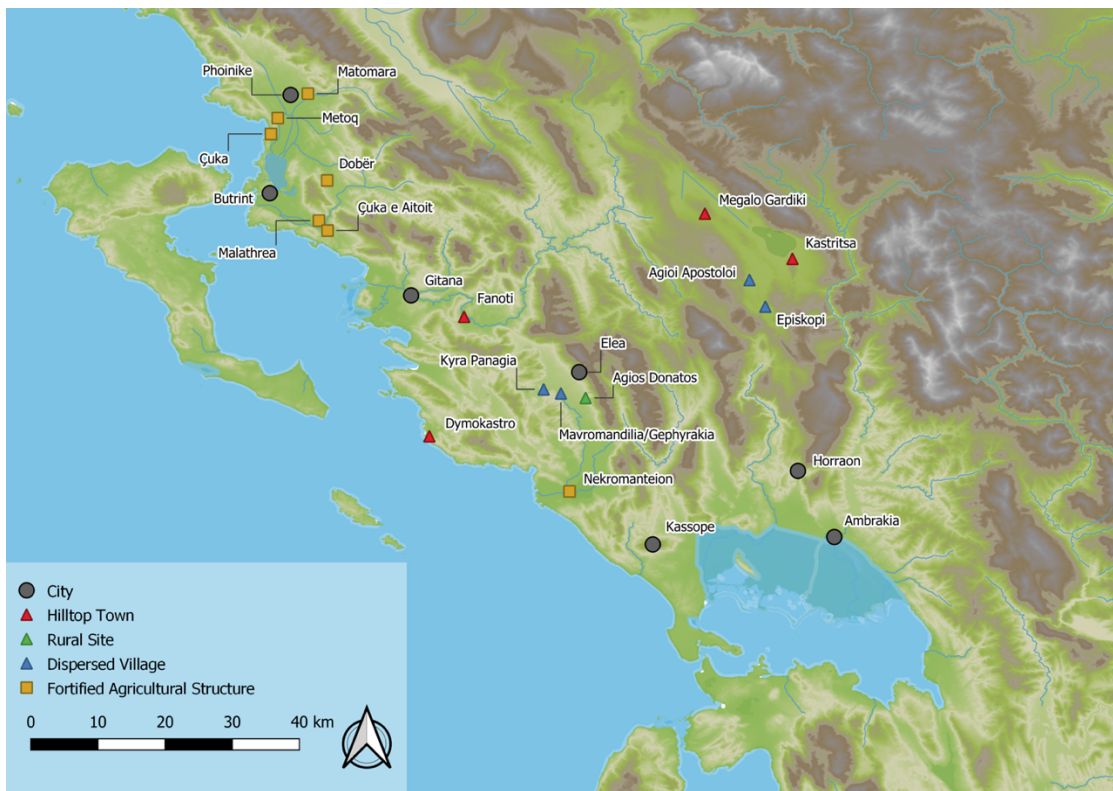 Phoinike
Matomara
Metoq
Çuka
Dobër
Butrint
Çuka e Aitoit
Malathrea
Megalo Gardiki
Kastritsa
Agioi Apostoloi
Episkopi
Gitana
Fanoti
Elea
Kyra Panagia
Agios Donatos
Mavromandilia/Gephyrakia
Dymokastro
Horraon
Nekromanteion
Kassope
Ambrakia
City
Hilltop Town
Rural Site
Dispersed Village
Fortified Agricultural Structure
0 10 20 30 40 km